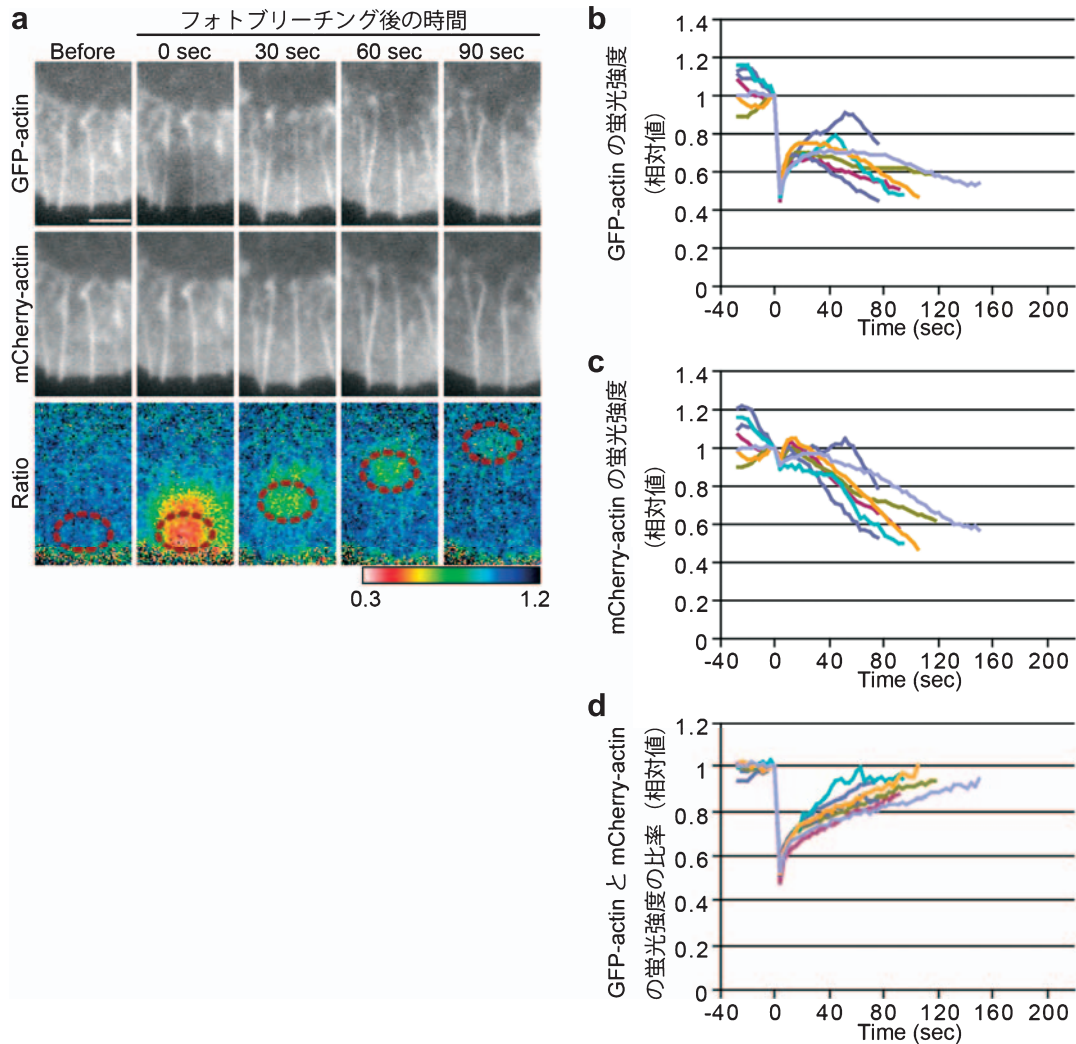 a
フォトブリーチング後の時間
Before 0 sec 30 sec 60 sec 90 sec
GFP-actin
mCherry-actin
Ratio
0.3 1.2
b
GFP-actin の蛍光強度
（相対値）
1.4
1.2
1
0.8
0.6
0.4
0.2
0
-40 0 40 80 120 160 200
Time (sec)
c
mCherry-actin の蛍光強度
（相対値）
1.4
1.2
1
0.8
0.6
0.4
0.2
0
-40 0 40 80 120 160 200
Time (sec)
d
GFP-actin と mCherry-actin
の蛍光強度の比率（相対値）
1.2
1
0.8
0.6
0.4
0.2
0
-40 0 40 80 120 160 200
Time (sec)